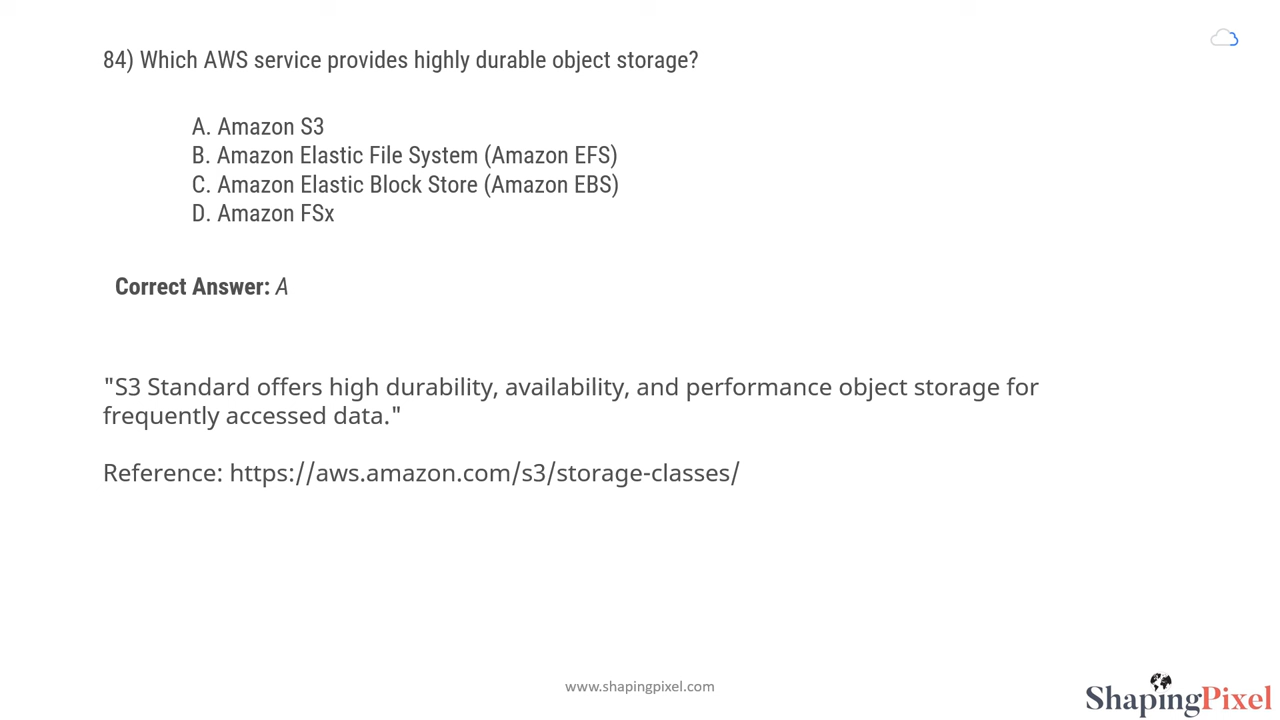 84) Which AWS service provides highly durable object storage?
A. Amazon S3
B. Amazon Elastic File System (Amazon EFS)
C. Amazon Elastic Block Store (Amazon EBS)
D. Amazon FSx
Correct Answer: A
"S3 Standard offers high durability, availability, and performance object storage for
frequently accessed data."
Reference: https://aws.amazon.com/s3/storage-classes/
www.shapingpixel.com
ShapingPixel